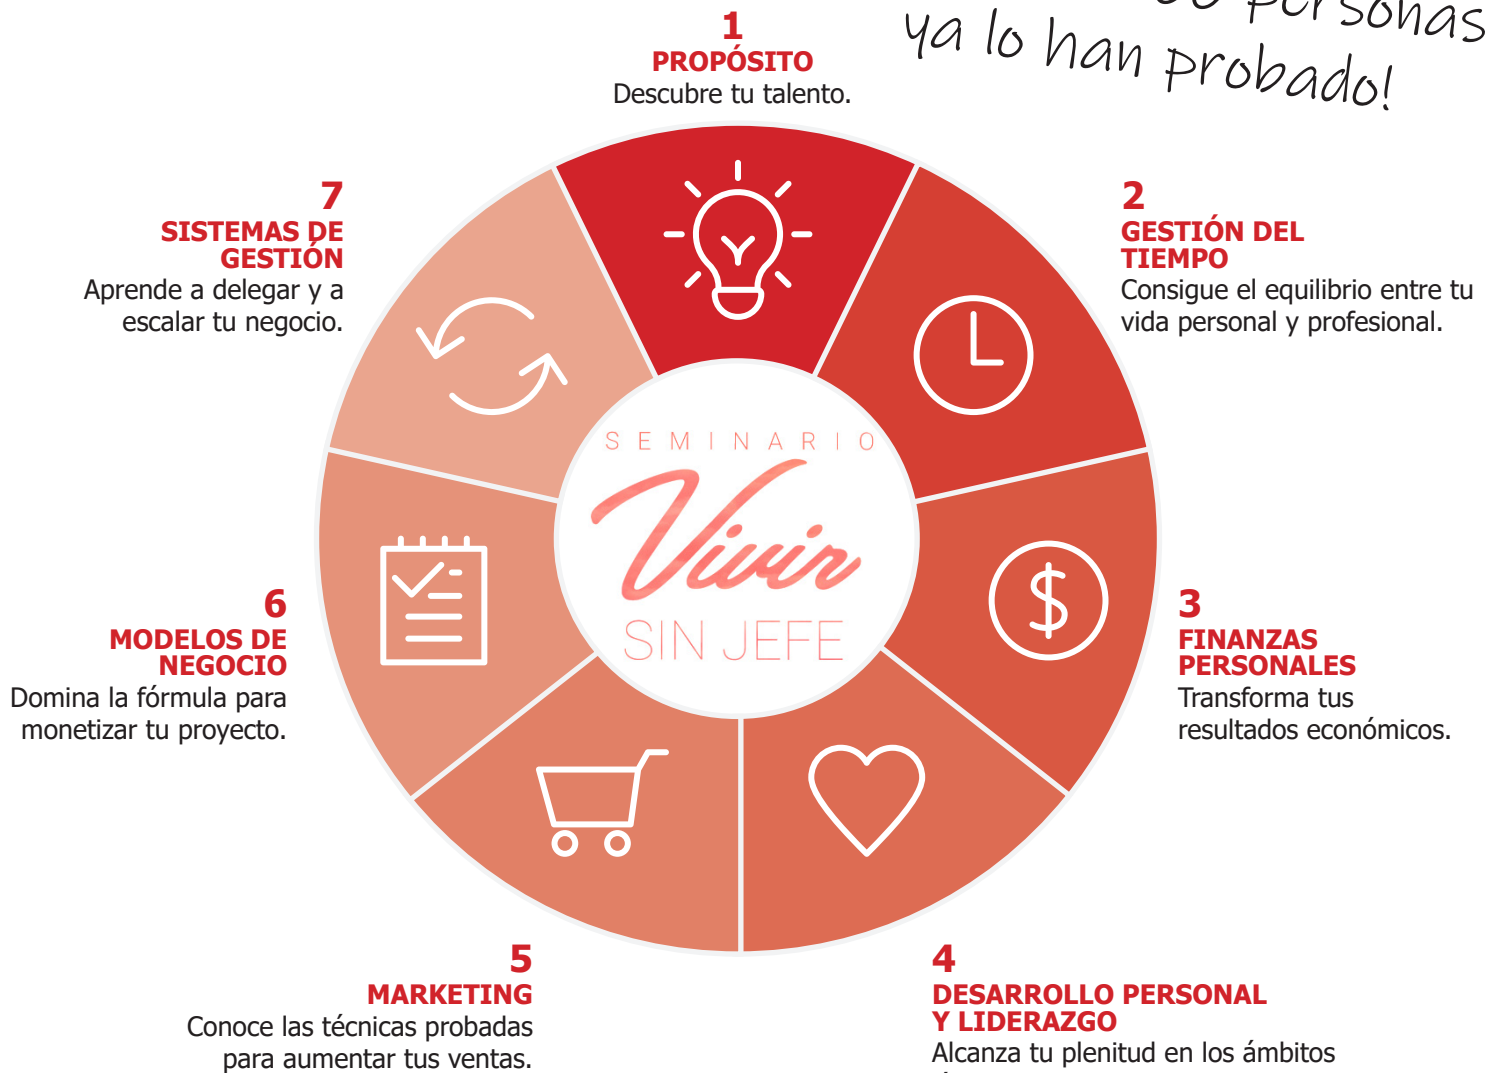 personas
ya lo han probado!
1
PROPÓSITO
Descubre tu talento.
2
GESTIÓN DEL
TIEMPO
Consigue el equilibrio entre tu
vida personal y profesional.
3
FINANZAS
PERSONALES
Transforma tus
resultados económicos.
4
DESARROLLO PERSONAL
Y LIDERAZGO
Alcanza tu plenitud en los ámbitos
5
MARKETING
Conoce las técnicas probadas
para aumentar tus ventas.
6
MODELOS DE
NEGOCIO
Domina la fórmula para
monetizar tu proyecto.
7
SISTEMAS DE
GESTIÓN
Aprende a delegar y a
escalar tu negocio.
SEMINARIO
Vivir
SIN JEFE